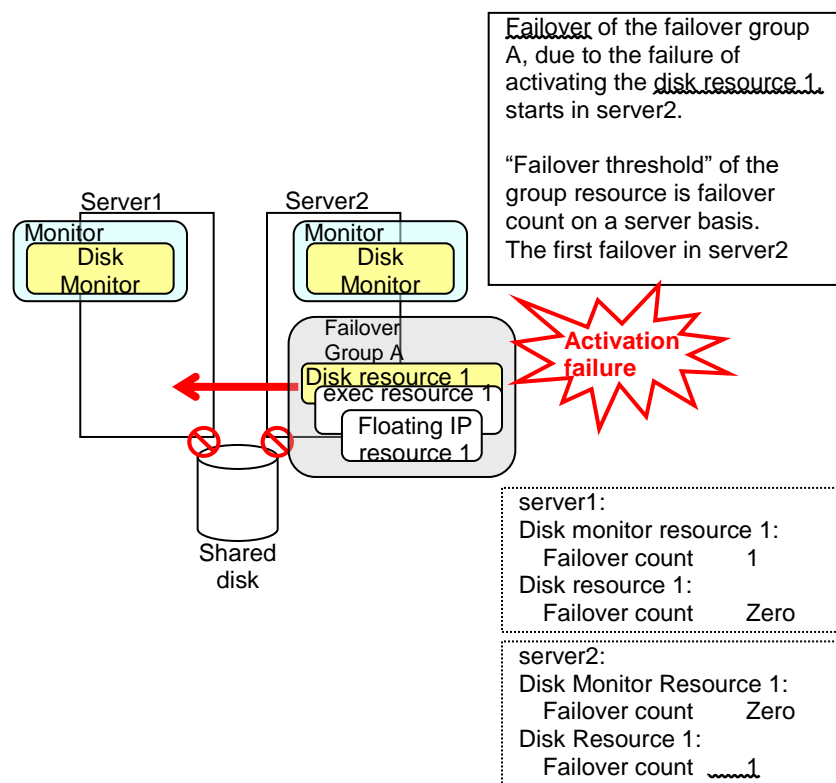 Failover of the failover group
A, due to the failure of
activating the disk resource 1,
starts in server2.
“Failover threshold” of the
group resource is failover
count on a server basis.
The first failover in server2
Server1
Server2
Monitor
Disk
Monitor
Monitor
Disk
Monitor
Failover
Group A
Disk resource 1
exec resource 1
Floating IP
resource 1
Activation
failure
Shared
disk
server1:
Disk monitor resource 1:
Failover count 1
Disk resource 1:
Failover count Zero
server2:
Disk Monitor Resource 1:
Failover count Zero
Disk Resource 1:
Failover count 1